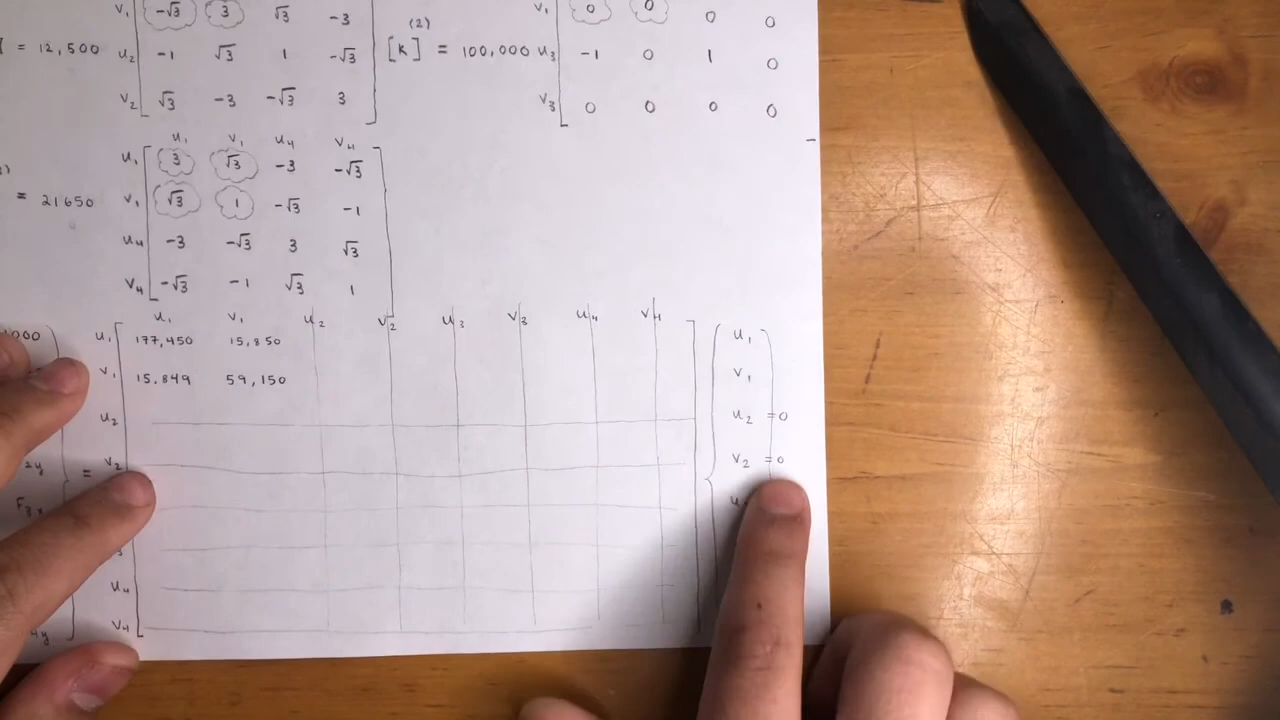 v₁ -√3 3 √3 -3 (2) v₁ 0 0 0 0
= 12,500 u₂ -1 √3 1 -√3 [k] = 100,000 u₃ -1 0 1 0
v₂ √3 -3 -√3 3 v₃ 0 0 0 0
u₁ v₁ u₄ v₄
u₁ 3 √3 -3 -√3
= 21650 v₁ √3 1 -√3 -1
u₄ -3 -√3 3 √3
v₄ -√3 -1 √3 1
u₁ v₁ u₂ v₂ u₃ v₃ u₄ v₄
000 u₁ 177,450 15,850 u₁
v₁ 15.849 59,150 v₁
u₂ u₂ =0
2y = v₂ v₂ =0
F₃ₓ
u₄
4y v₄